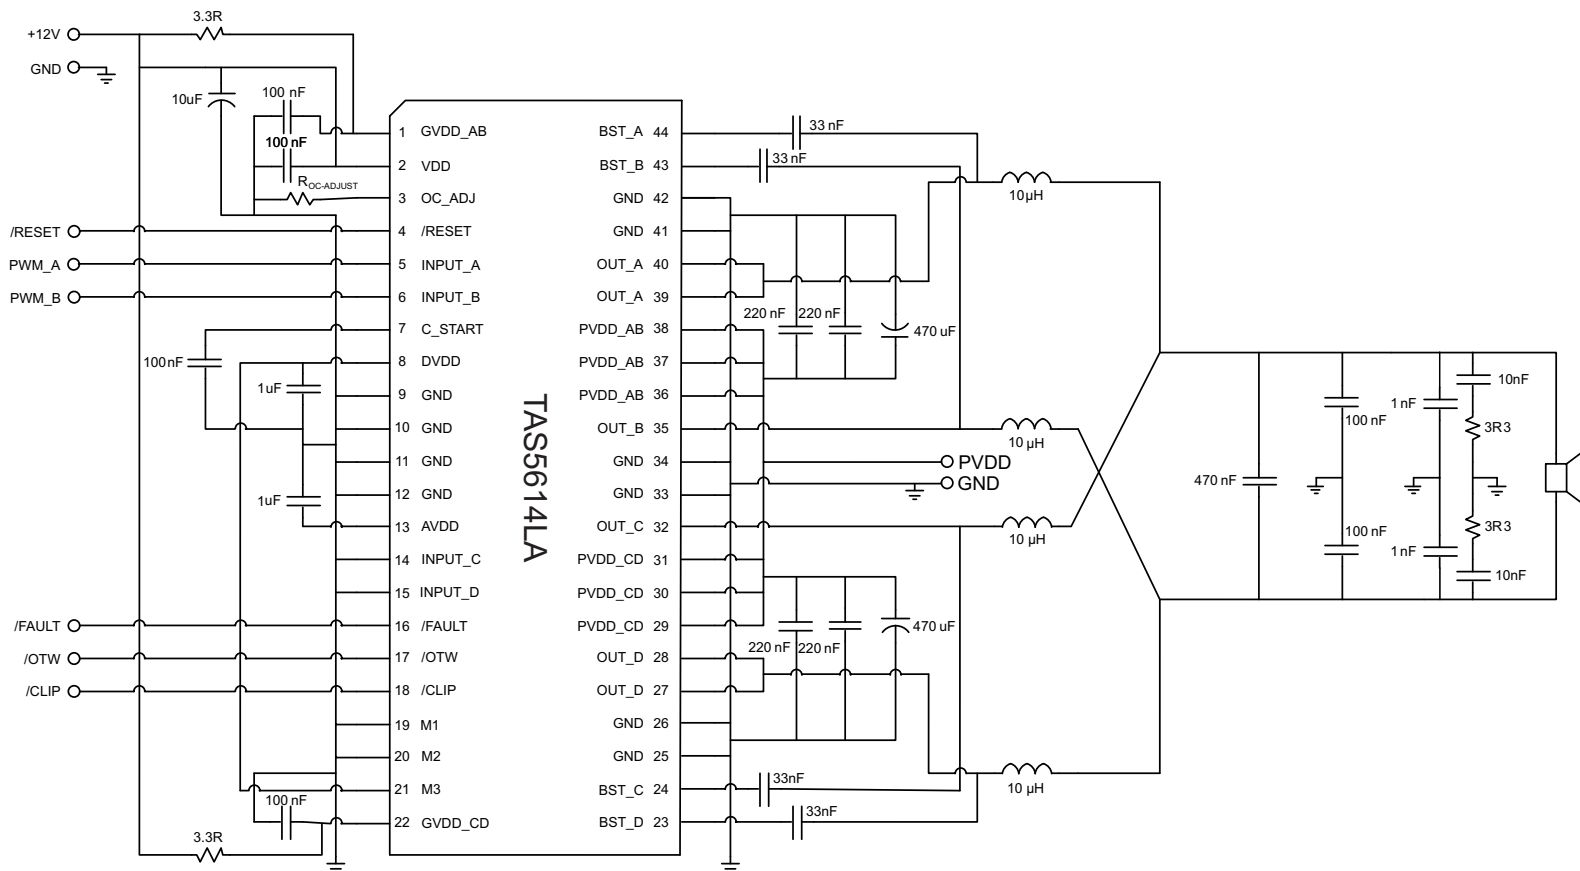 3.3R
+12V
GND
10uF
100 nF
100 nF
R OC-ADJUST
/RESET
PWM_A
PWM_B
100 nF
1uF
1uF
/FAULT
/OTW
/CLIP
100 nF
3.3R
1 GVDD_AB
2 VDD
3 OC_ADJ
4 /RESET
5 INPUT_A
6 INPUT_B
7 C_START
8 DVDD
9 GND
10 GND
11 GND
12 GND
13 AVDD
14 INPUT_C
15 INPUT_D
16 /FAULT
17 /OTW
18 /CLIP
19 M1
20 M2
21 M3
22 GVDD_CD
TAS5614LA
BST_A 44
BST_B 43
GND 42
GND 41
OUT_A 40
OUT_A 39
PVDD_AB 38
PVDD_AB 37
PVDD_AB 36
OUT_B 35
GND 34
GND 33
OUT_C 32
PVDD_CD 31
PVDD_CD 30
PVDD_CD 29
OUT_D 28
OUT_D 27
GND 26
GND 25
BST_C 24
BST_D 23
33 nF
33 nF
10 µH
220 nF
220 nF
470 uF
10 µH
PVDD
GND
10 µH
220 nF
220 nF
470 uF
10 µH
33nF
33nF
470 nF
100 nF
100 nF
1 nF
1 nF
10nF
3R3
3R3
10nF